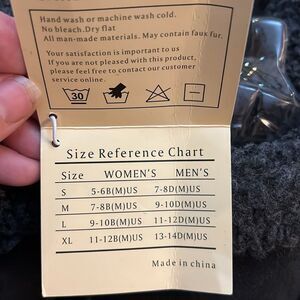 Hand wash or machine wash cold.
No bleach.Dry flat
All man-made materials. May contain faux fur.
Your satisfaction is important to us
If you are not pleased with this product,
please feel free to contact our customer
service online.
30
Size Reference Chart
Size WOMEN'S MEN'S
S 5-6B(M)US 7-8D(M)US
M 7-8B(M)US 9-10D(M)US
L 9-10B(M)US 11-12D(M)US
XL 11-12B(M)US 13-14D(M)US
Made in china